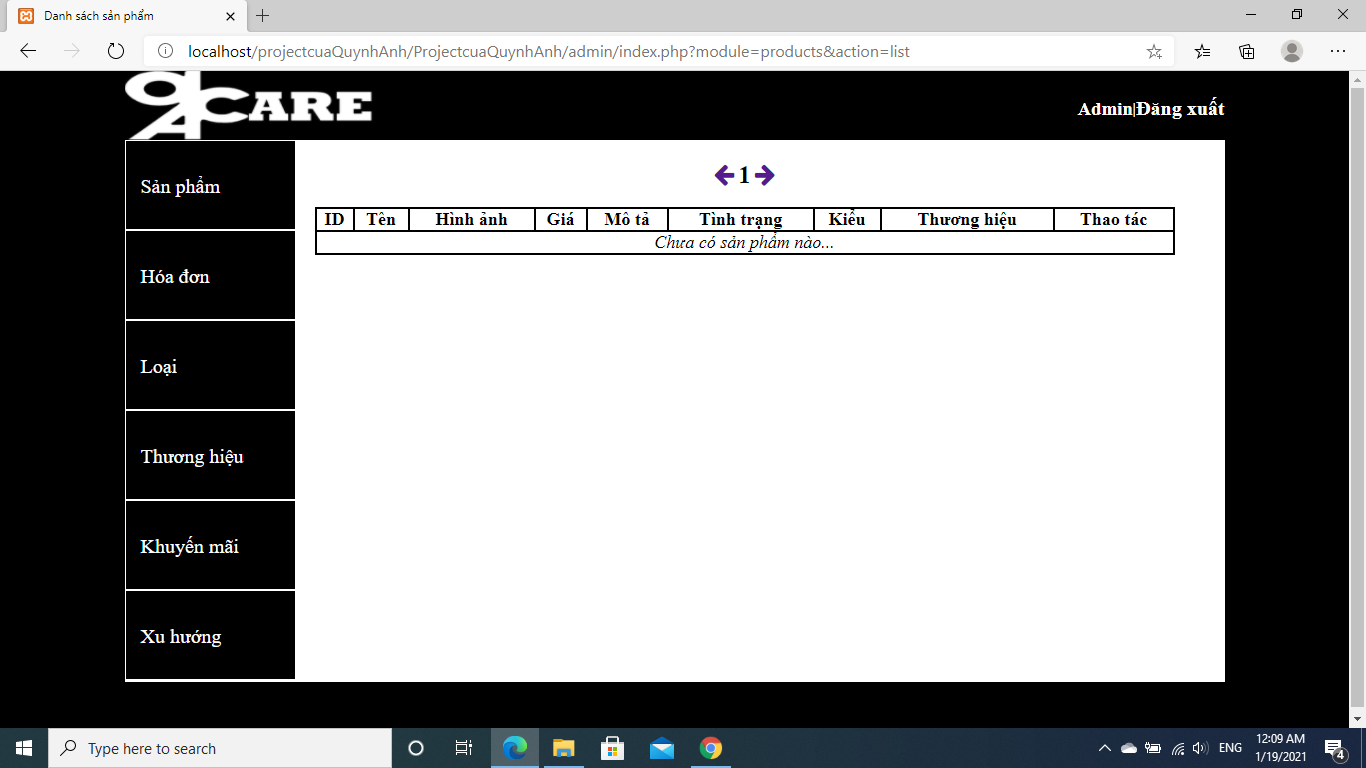 Danh sách sản phẩm
localhost/projectcuaQuynhAnh/ProjectcuaQuynhAnh/admin/index.php?module=products&action=list
QACARE
Admin|Đăng xuất
Sản phẩm
Hóa đơn
Loại
Thương hiệu
Khuyến mãi
Xu hướng
1
ID Tên Hình ảnh Giá Mô tả Tình trạng Kiểu Thương hiệu Thao tác
Chưa có sản phẩm nào...
Type here to search
ENG
12:09 AM
1/19/2021
4